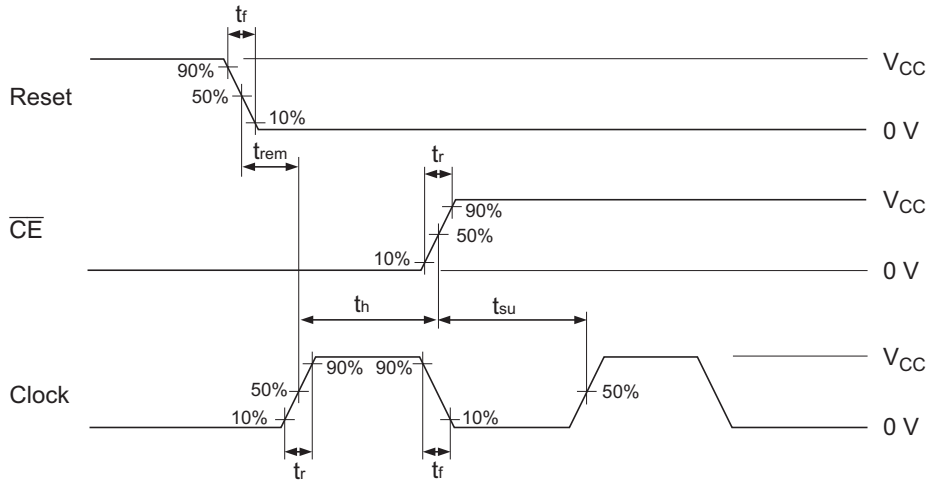 tf
90%
VCC
Reset
50%
10%
0 V
trem
tr
VCC
90%
CE
50%
10%
0 V
th
tsu
VCC
90%
90%
Clock
50%
50%
10%
10%
0 V
tr
tf